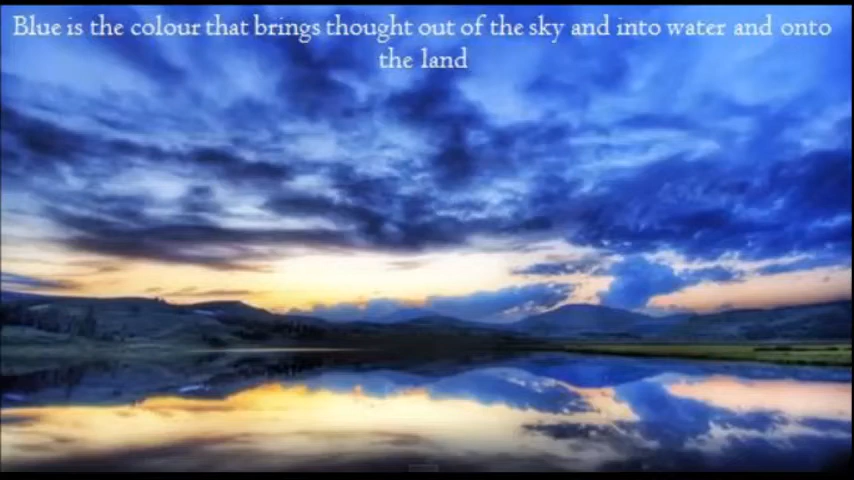 Blue is the colour that brings thought out of the sky and into water and onto
the land